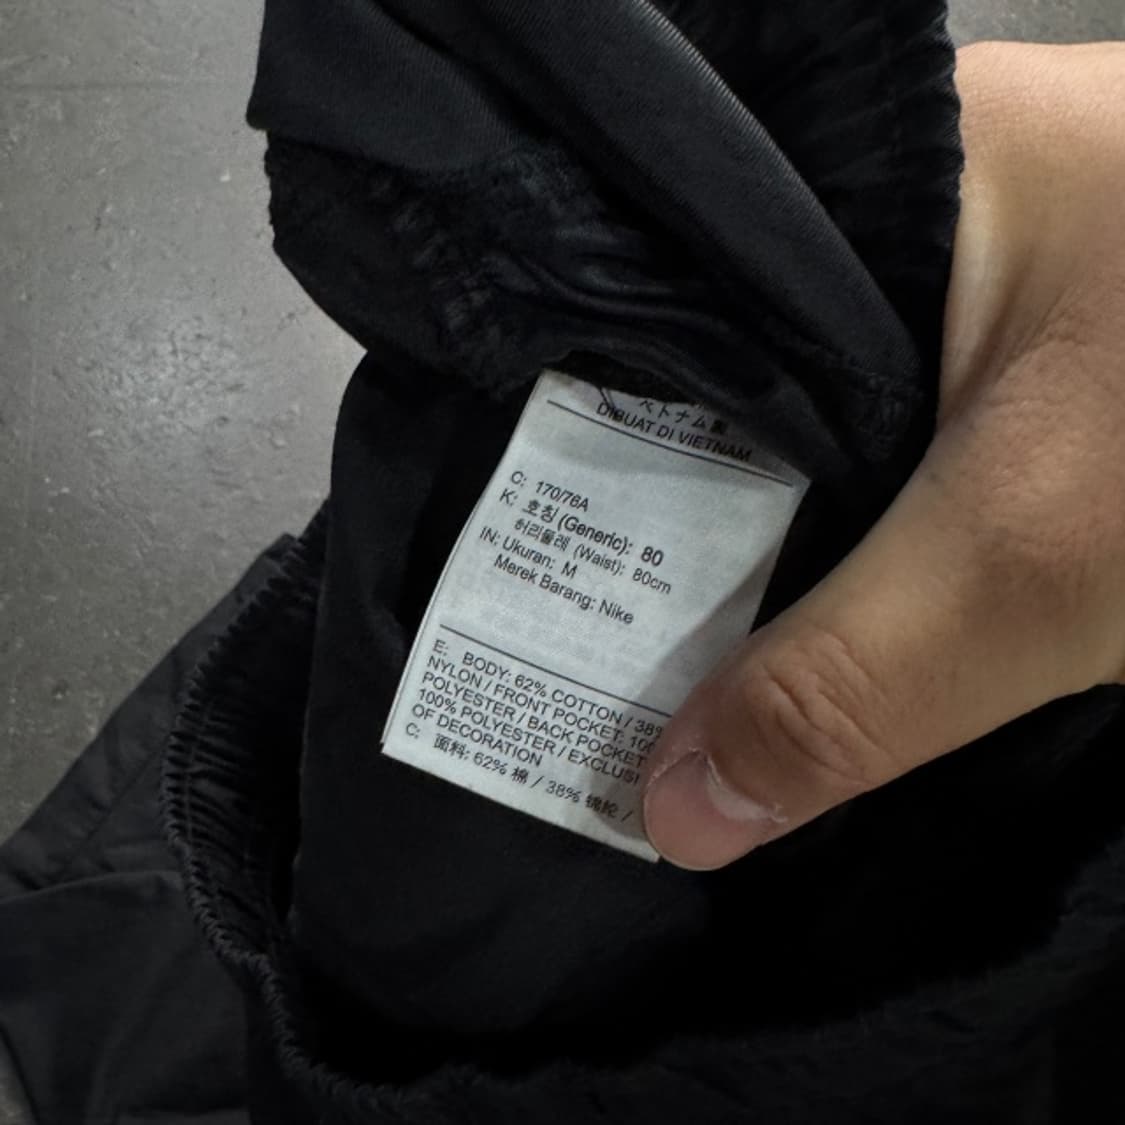 ベトナム製
DIBUAT DI VIETNAM
C: 170/76A
K: 호칭 (Generic): 80
허리둘레 (Waist): 80cm
IN: Ukuran: M
Merek Barang: Nike
E: BODY: 62% COTTON / 38%
NYLON / FRONT POCKET: 100
POLYESTER / BACK POCKET:
100% POLYESTER / EXCLUSI
OF DECORATION
C: 面料: 62% 棉 / 38% 锦纶 /